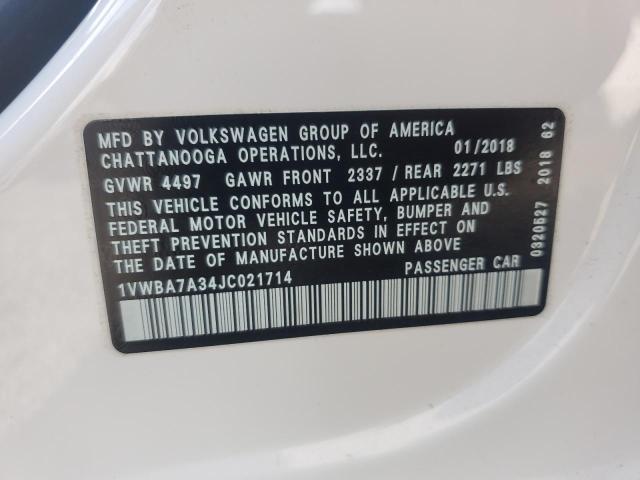 MFD BY VOLKSWAGEN GROUP OF AMERICA
CHATTANOOGA OPERATIONS, LLC. 01/2018
GVWR 4497 GAWR FRONT 2337 / REAR 2271 LBS
THIS VEHICLE CONFORMS TO ALL APPLICABLE U.S.
FEDERAL MOTOR VEHICLE SAFETY, BUMPER AND
THEFT PREVENTION STANDARDS IN EFFECT ON
THE DATE OF MANUFACTURE SHOWN ABOVE
1VWBA7A34JC021714 PASSENGER CAR
0320527 2018 62